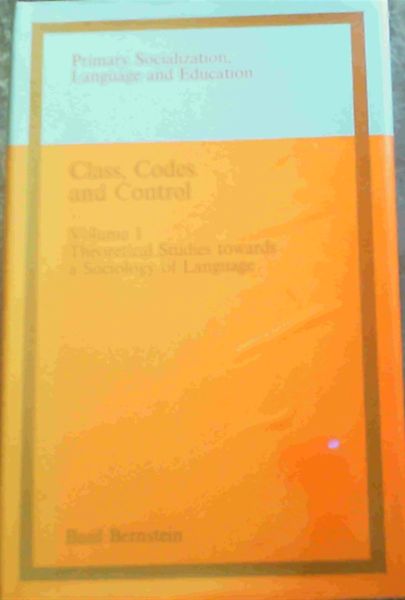 Primary Socialization,
Language and Education
Class, Codes
and Control
Volume 1
Theoretical Studies towards
a Sociology of Language
Basil Bernstein